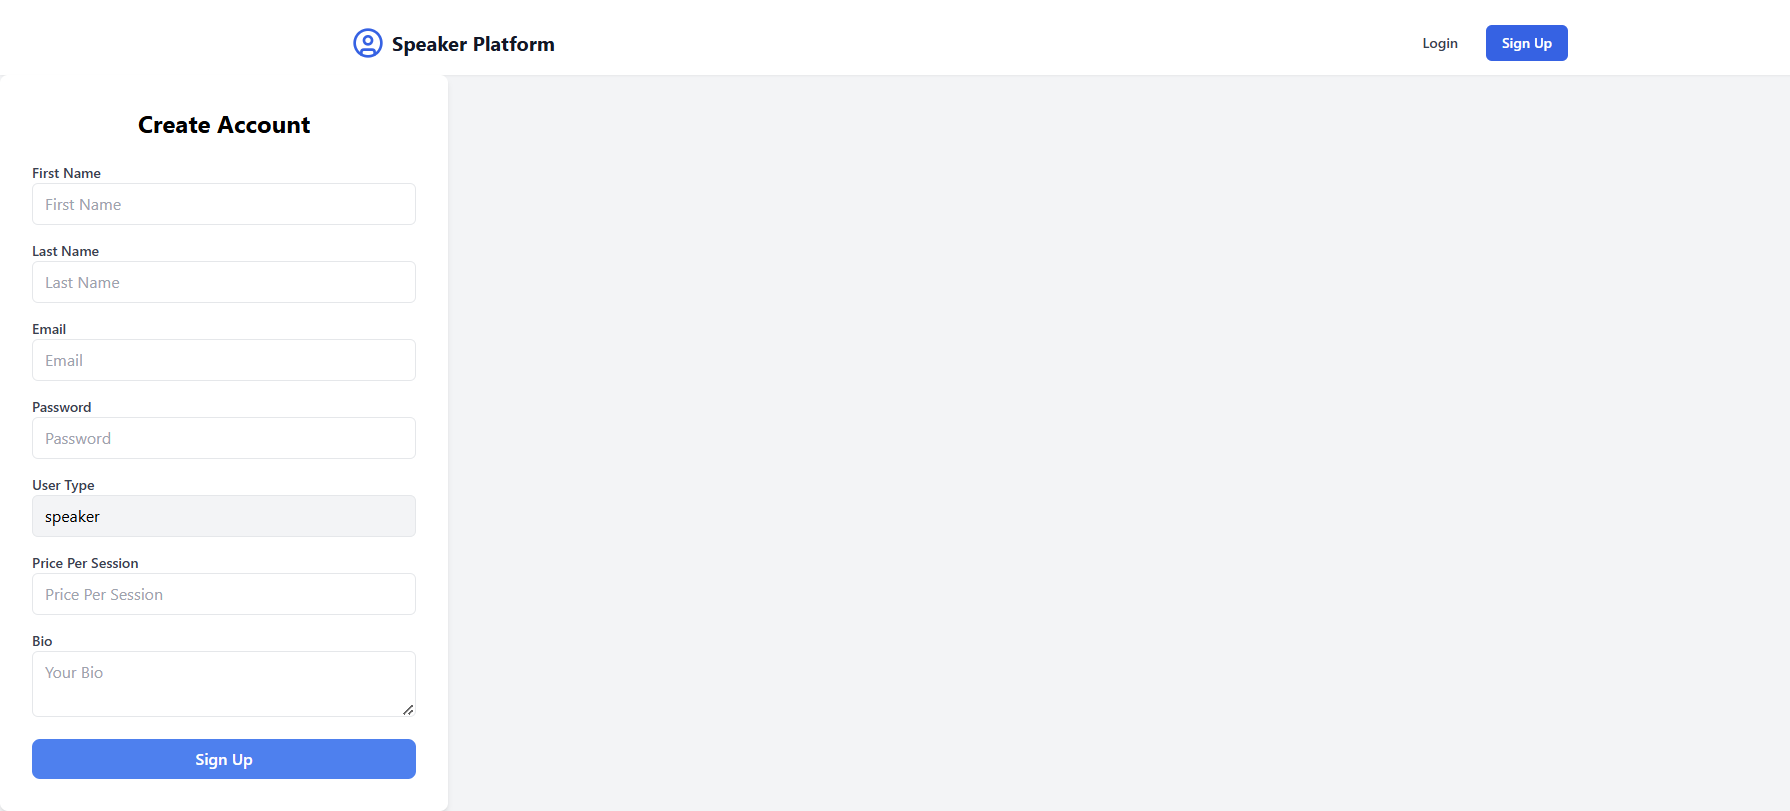 Speaker Platform
Login
Sign Up
Create Account
First Name
First Name
Last Name
Last Name
Email
Email
Password
Password
User Type
speaker
Price Per Session
Price Per Session
Bio
Your Bio
Sign Up